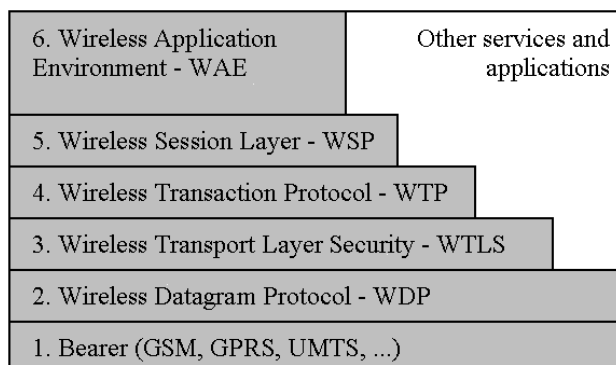 6. Wireless Application
Environment - WAE
Other services and
applications
5. Wireless Session Layer - WSP
4. Wireless Transaction Protocol - WTP
3. Wireless Transport Layer Security - WTLS
2. Wireless Datagram Protocol - WDP
1. Bearer (GSM, GPRS, UMTS, ...)